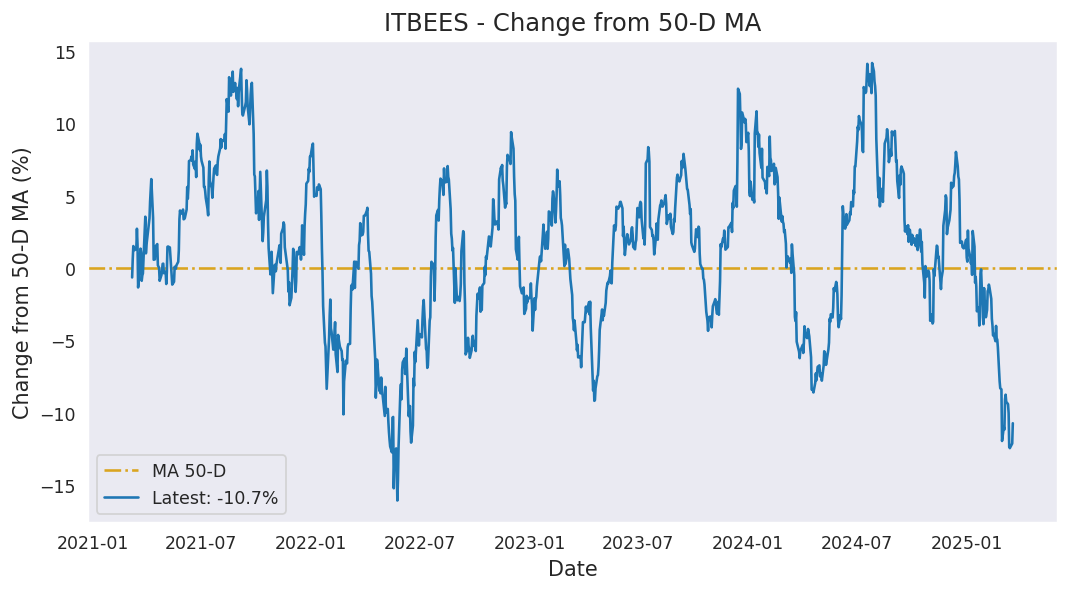 ITBEES - Change from 50-D MA
Change from 50-D MA (%)
15
10
5
0
−5
−10
−15
MA 50-D
Latest: -10.7%
2021-01 2021-07 2022-01 2022-07 2023-01 2023-07 2024-01 2024-07 2025-01
Date